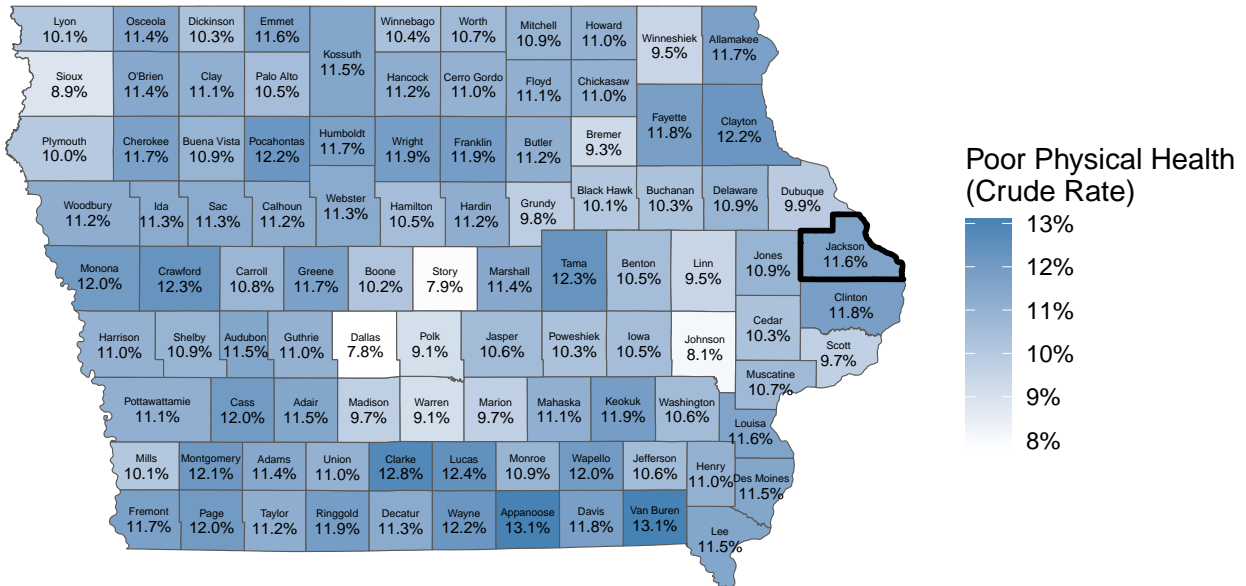 Lyon
10.1%
Osceola
11.4%
Dickinson
10.3%
Emmet
11.6%
Kossuth
11.5%
Winnebago
10.4%
Worth
10.7%
Mitchell
10.9%
Howard
11.0%
Winneshiek
9.5%
Allamakee
11.7%
Sioux
8.9%
O'Brien
11.4%
Clay
11.1%
Palo Alto
10.5%
Hancock
11.2%
Cerro Gordo
11.0%
Floyd
11.1%
Chickasaw
11.0%
Fayette
11.8%
Clayton
12.2%
Plymouth
10.0%
Cherokee
11.7%
Buena Vista
10.9%
Pocahontas
12.2%
Humboldt
11.7%
Wright
11.9%
Franklin
11.9%
Butler
11.2%
Bremer
9.3%
Woodbury
11.2%
Ida
11.3%
Sac
11.3%
Calhoun
11.2%
Webster
11.3%
Hamilton
10.5%
Hardin
11.2%
Grundy
9.8%
Black Hawk
10.1%
Buchanan
10.3%
Delaware
10.9%
Dubuque
9.9%
Monona
12.0%
Crawford
12.3%
Carroll
10.8%
Greene
11.7%
Boone
10.2%
Story
7.9%
Marshall
11.4%
Tama
12.3%
Benton
10.5%
Linn
9.5%
Jones
10.9%
Jackson
11.6%
Clinton
11.8%
Harrison
11.0%
Shelby
10.9%
Audubon
11.5%
Guthrie
11.0%
Dallas
7.8%
Polk
9.1%
Jasper
10.6%
Poweshiek
10.3%
Iowa
10.5%
Johnson
8.1%
Cedar
10.3%
Scott
9.7%
Muscatine
10.7%
Pottawattamie
11.1%
Cass
12.0%
Adair
11.5%
Madison
9.7%
Warren
9.1%
Marion
9.7%
Mahaska
11.1%
Keokuk
11.9%
Washington
10.6%
Louisa
11.6%
Mills
10.1%
Montgomery
12.1%
Adams
11.4%
Union
11.0%
Clarke
12.8%
Lucas
12.4%
Monroe
10.9%
Wapello
12.0%
Jefferson
10.6%
Henry
11.0%
Des Moines
11.5%
Fremont
11.7%
Page
12.0%
Taylor
11.2%
Ringgold
11.9%
Decatur
11.3%
Wayne
12.2%
Appanoose
13.1%
Davis
11.8%
Van Buren
13.1%
Lee
11.5%
Poor Physical Health
(Crude Rate)
13%
12%
11%
10%
9%
8%